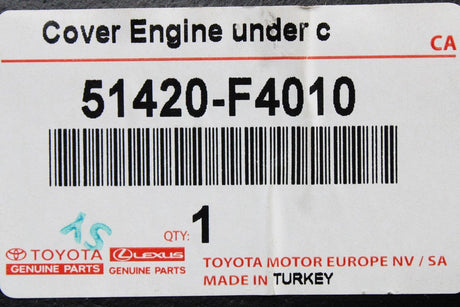 Cover Engine under c
CA
51420-F4010
QTY: 1
TOYOTA
GENUINE PARTS
LEXUS
GENUINE PARTS
TOYOTA MOTOR EUROPE NV / SA
MADE IN TURKEY